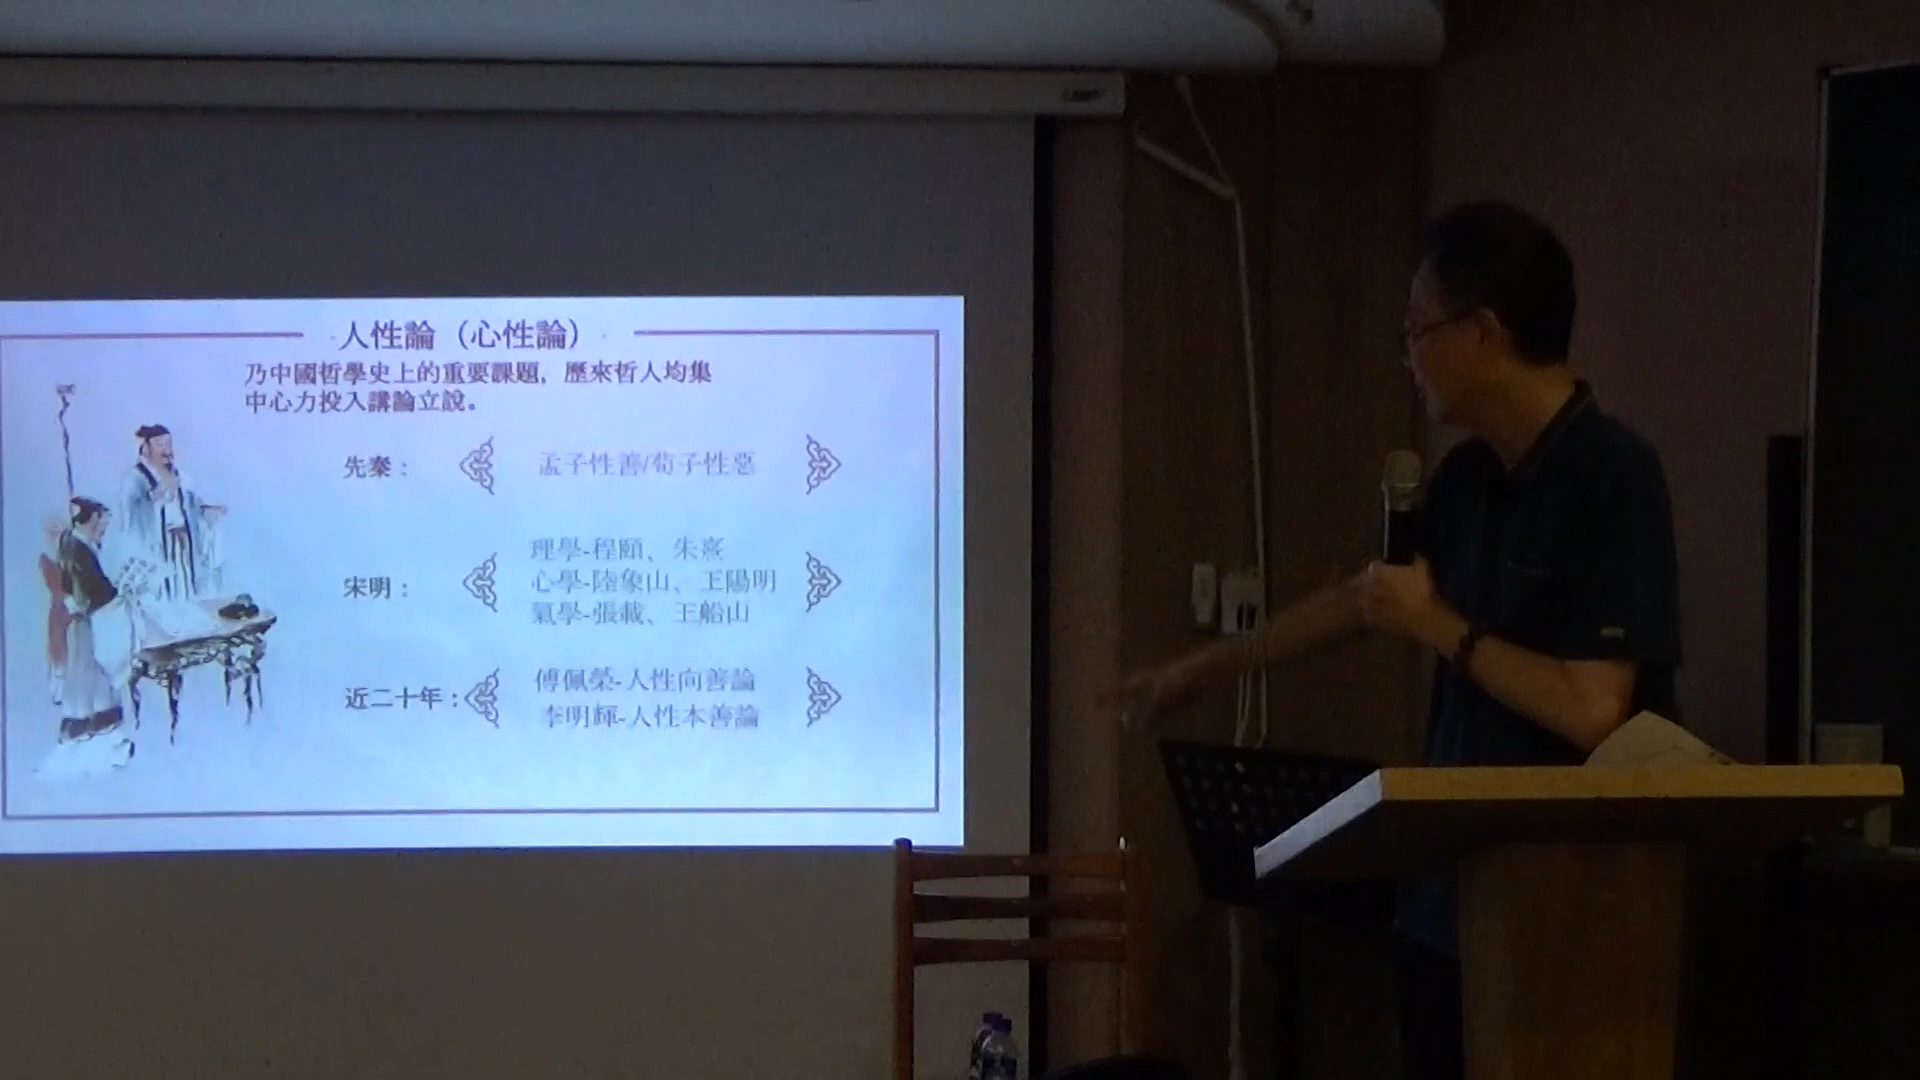 人性論（心性論）
乃中國哲學史上的重要課題，歷來哲人均集
中心力投入講論立說。
先秦：
孟子性善/荀子性惡
宋明：
理學-程頤、朱熹
心學-陸象山、王陽明
氣學-張載、王船山
近二十年：
傅佩榮-人性向善論
李明輝-人性本善論